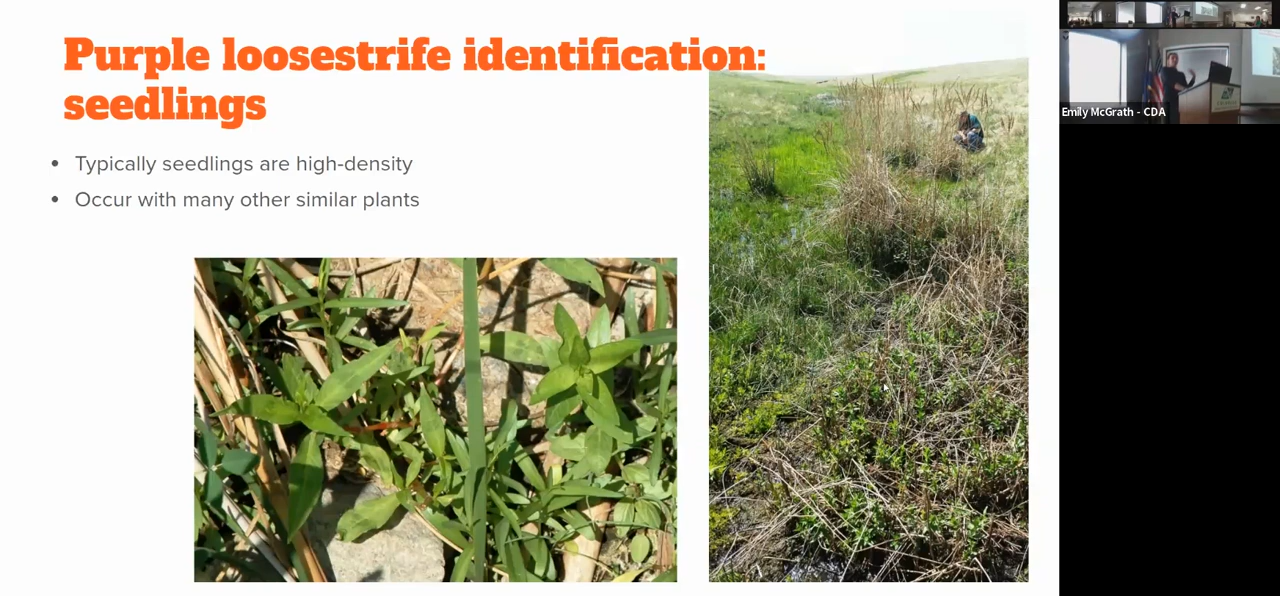 Purple loosestrife identification:
seedlings
• Typically seedlings are high-density
• Occur with many other similar plants
Emily McGrath - CDA